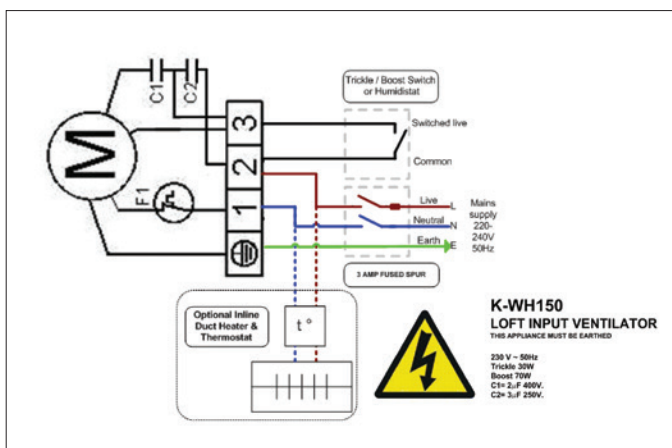 C1
C2
Trickle / Boost Switch
or Humidistat
M
3
Switched live
2
Common
F1
1
Live
L
Neutral
N
Earth
E
Mains
supply
220-
240V
50Hz
3 AMP FUSED SPUR
Optional Inline
Duct Heater &
Thermostat
t°
K-WH150
LOFT INPUT VENTILATOR
THIS APPLIANCE MUST BE EARTHED
230 V ~ 50Hz
Trickle 30W
Boost 70W
C1= 2µF 400V.
C2= 3µF 250V.